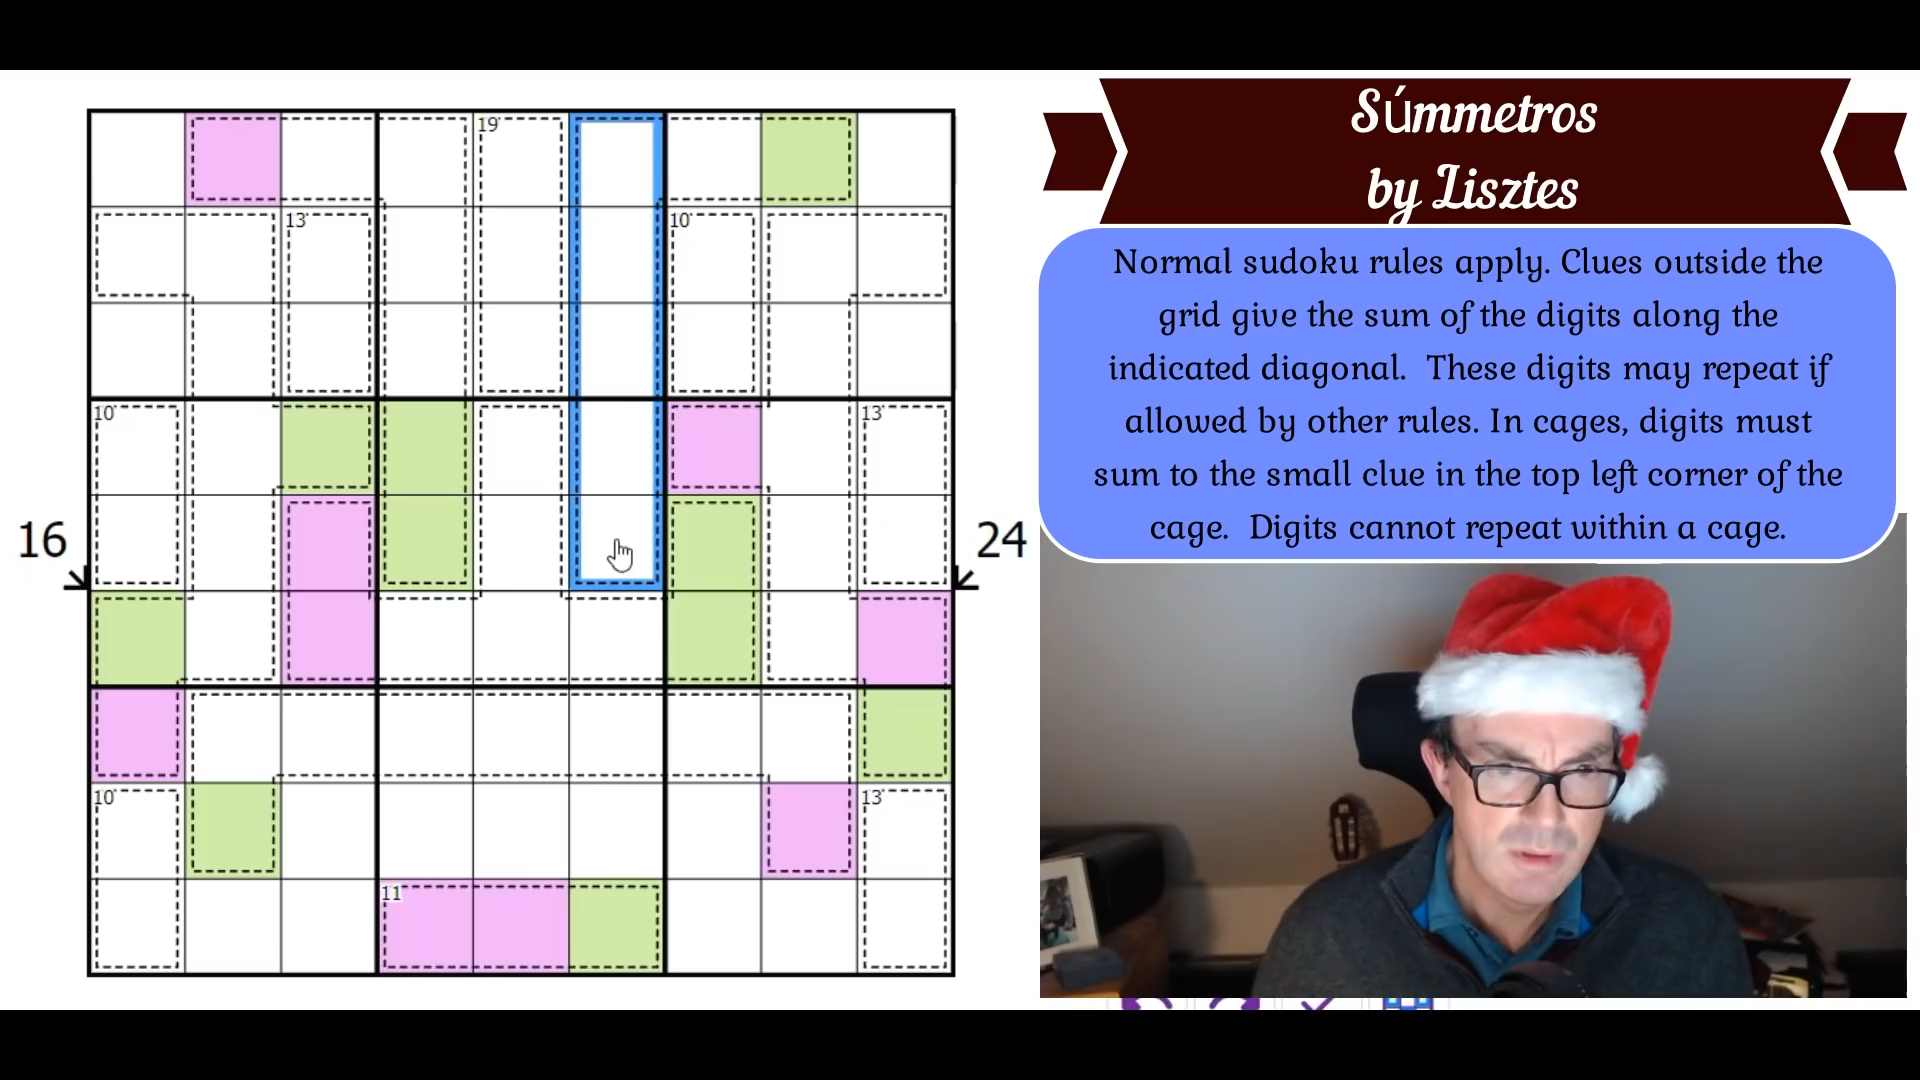 Súmmetros
by Lisztes
Normal sudoku rules apply. Clues outside the
grid give the sum of the digits along the
indicated diagonal. These digits may repeat if
allowed by other rules. In cages, digits must
sum to the small clue in the top left corner of the
cage. Digits cannot repeat within a cage.
19
13
10
10
13
16
24
10
13
11